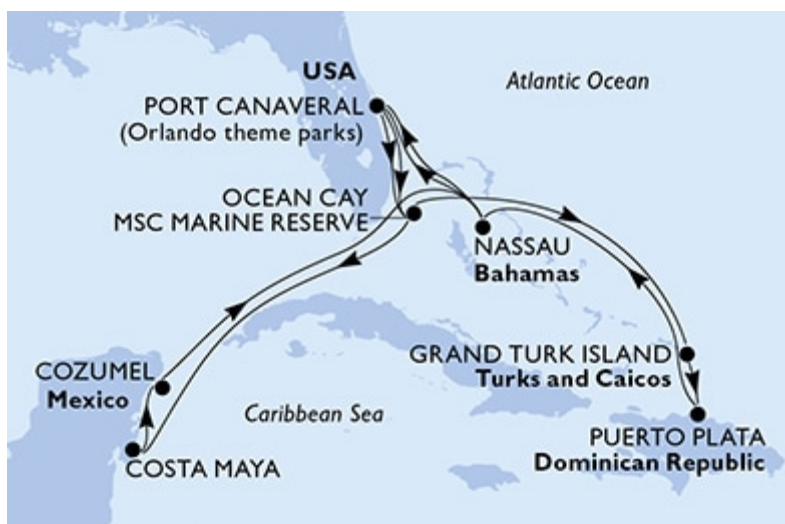 USA
Atlantic Ocean
PORT CANAVERAL
(Orlando theme parks)
OCEAN CAY
MSC MARINE RESERVE
NASSAU
Bahamas
GRAND TURK ISLAND
Turks and Caicos
COZUMEL
Mexico
Caribbean Sea
PUERTO PLATA
Dominican Republic
COSTA MAYA